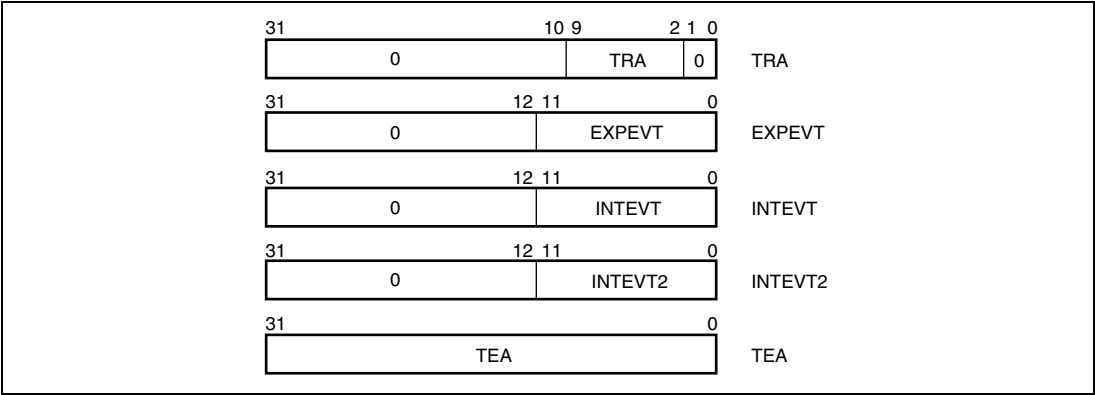 31 10 9 2 1 0
0 TRA 0 TRA
31 12 11 0
0 EXPEVT EXPEVT
31 12 11 0
0 INTEVT INTEVT
31 12 11 0
0 INTEVT2 INTEVT2
31 0
TEA TEA